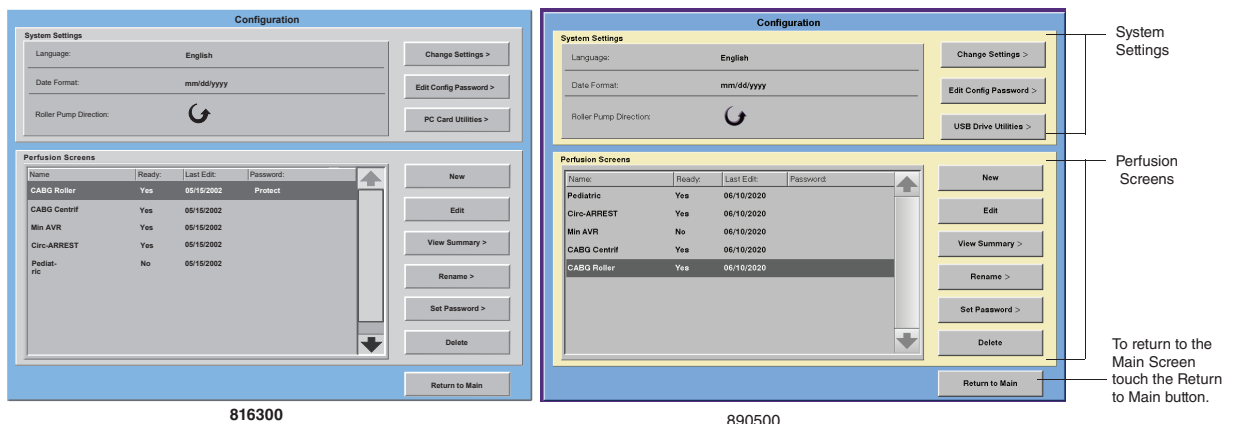 Configuration
System Settings
Language: English
Date Format: mm/dd/yyyy
Roller Pump Direction:
Change Settings >
Edit Config Password >
PC Card Utilities >
Perfusion Screens
Name Ready: Last Edit: Password:
CABG Roller Yes 05/15/2002 Protect
CABG Centrif Yes 05/15/2002
Min AVR Yes 05/15/2002
Circ-ARREST Yes 05/15/2002
Pediat-
ric No 05/15/2002
New
Edit
View Summary >
Rename >
Set Password >
Delete
Return to Main
816300
Configuration
System Settings
Language: English
Date Format: mm/dd/yyyy
Roller Pump Direction:
Change Settings >
Edit Config Password >
USB Drive Utilities >
Perfusion Screens
Name: Ready: Last Edit: Password:
Pediatric Yes 06/10/2020
Circ-ARREST Yes 06/10/2020
Min AVR No 06/10/2020
CABG Centrif Yes 06/10/2020
CABG Roller Yes 06/10/2020
New
Edit
View Summary >
Rename >
Set Password >
Delete
Return to Main
890500
System
Settings
Perfusion
Screens
To return to the
Main Screen
touch the Return
to Main button.